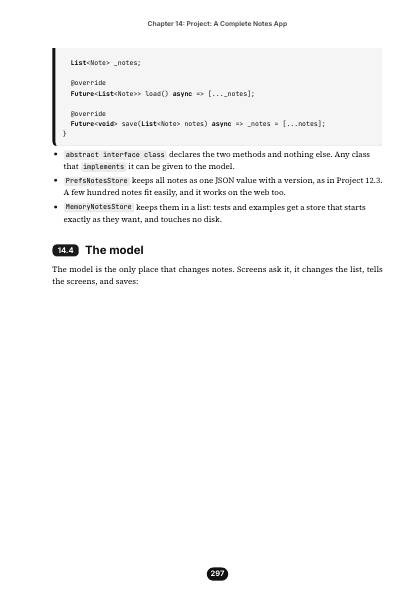 Chapter 14: Project: A Complete Notes App
List<Note> _notes;
@override
Future<List<Note>> load() async => [..._notes];
@override
Future<void> save(List<Note> notes) async => _notes = [...notes];
}
• abstract interface class declares the two methods and nothing else. Any class
that implements it can be given to the model.
• PrefsNotesStore keeps all notes as one JSON value with a version, as in Project 12.3.
A few hundred notes fit easily, and it works on the web too.
• MemoryNotesStore keeps them in a list: tests and examples get a store that starts
exactly as they want, and touches no disk.
14.4 The model
The model is the only place that changes notes. Screens ask it, it changes the list, tells
the screens, and saves:
297